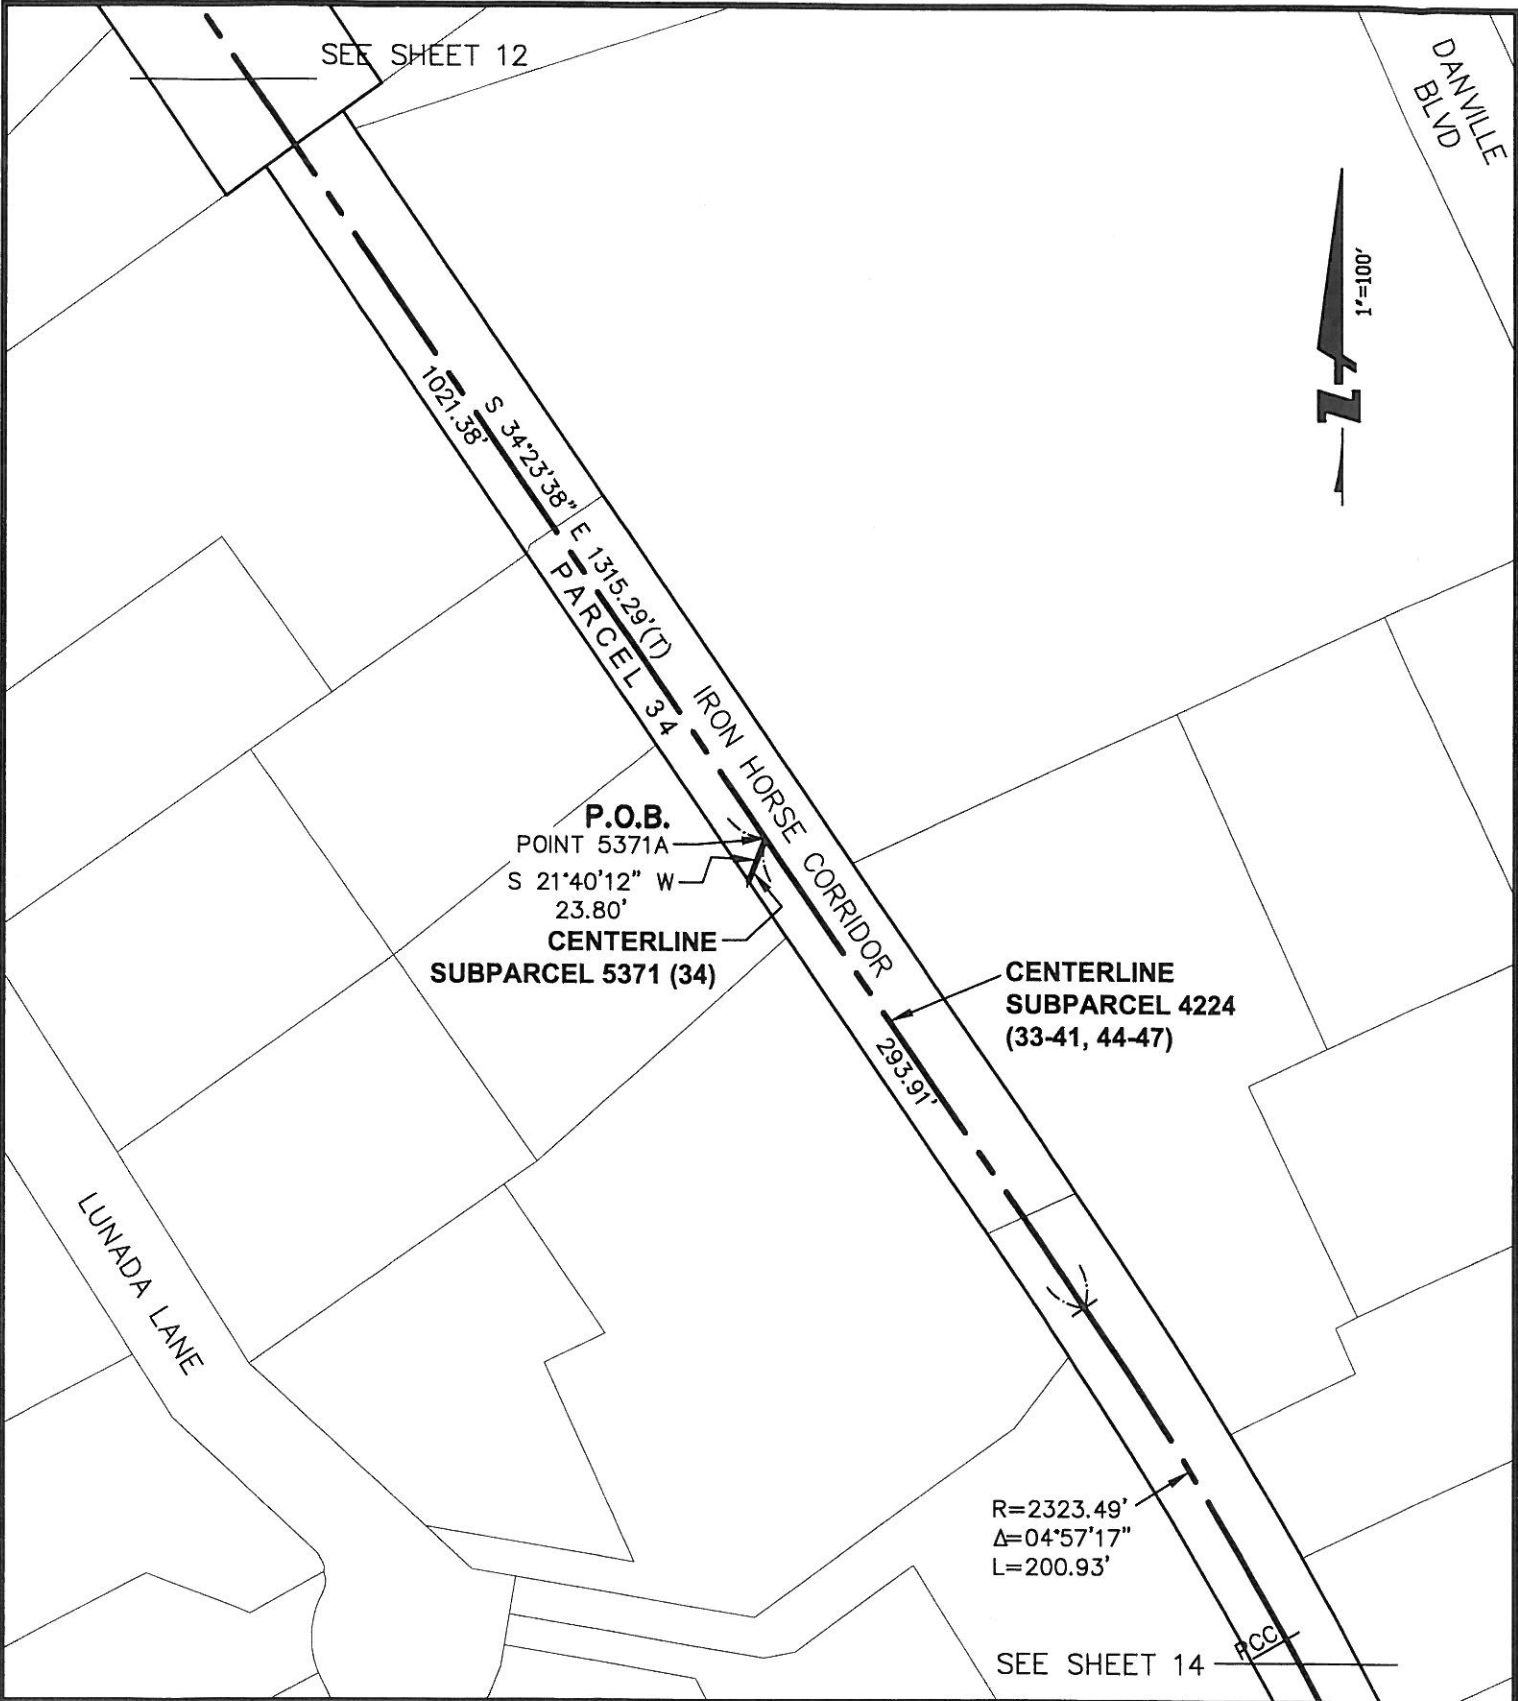 SEE SHEET 12
DANVILLE
BLVD
1"=100'
N
1021.38'
S 34°23'38" E 1315.29'(T)
PARCEL 34
IRON HORSE CORRIDOR
P.O.B.
POINT 5371A
S 21°40'12" W
23.80'
CENTERLINE
SUBPARCEL 5371 (34)
CENTERLINE
SUBPARCEL 4224
(33-41, 44-47)
293.91'
LUNADA LANE
R=2323.49'
Δ=04°57'17"
L=200.93'
PCC
SEE SHEET 14